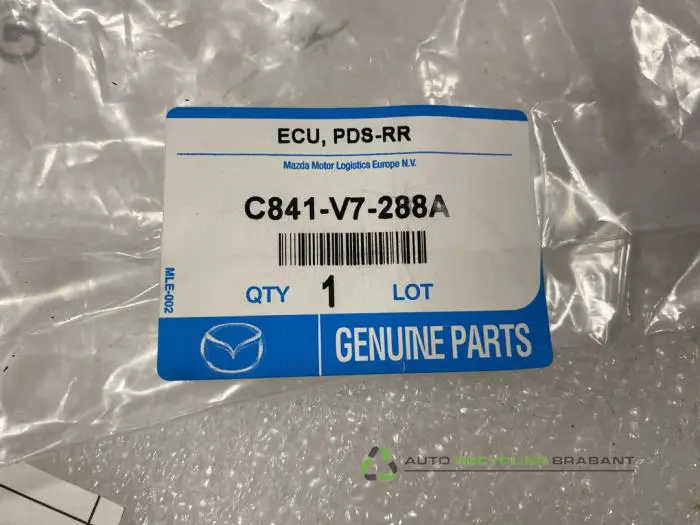 ECU, PDS-RR
Mazda Motor Logistics Europe N.V.
C841-V7-288A
MLE-002
QTY 1 LOT
GENUINE PARTS
AUTO RECYCLING BRABANT